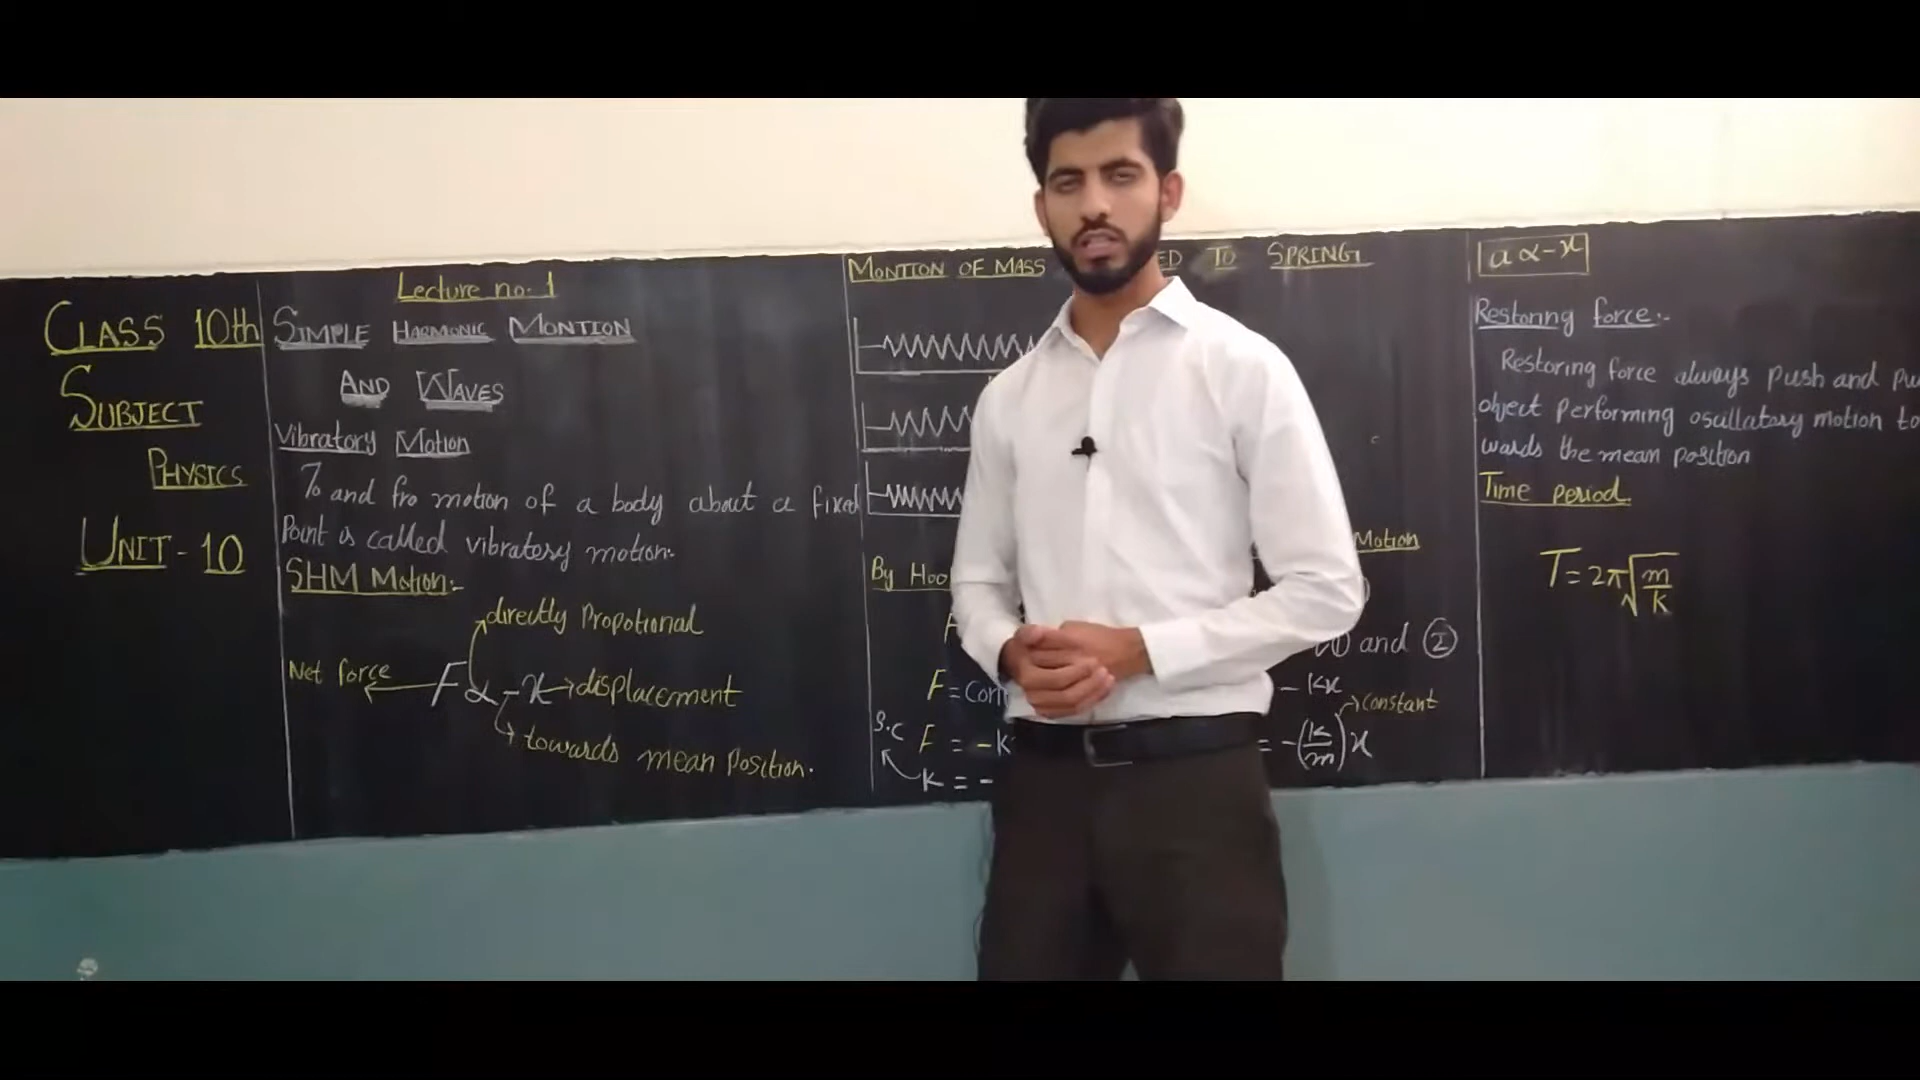 CLASS 10th
SUBJECT
PHYSICS
UNIT-10
Lecture no. 1
SIMPLE HARMONIC MONTION
AND WAVES
Vibratory Motion
To and fro motion of a body about a fixed
Point is called vibratory motion.
SHM Motion:-
directly Propotional
Net force
F α - x
displacement
towards mean Position.
MONTION OF MASS
TO SPRING
By Hoo
Motion
and ②
F = Con
- kx
constant
F = -K
= -(k/m)x
K = -
a α - x
Restoring force:-
Restoring force always Push and Pu
object performing oscillatory motion to
wards the mean position
Time period
T = 2π√m/k